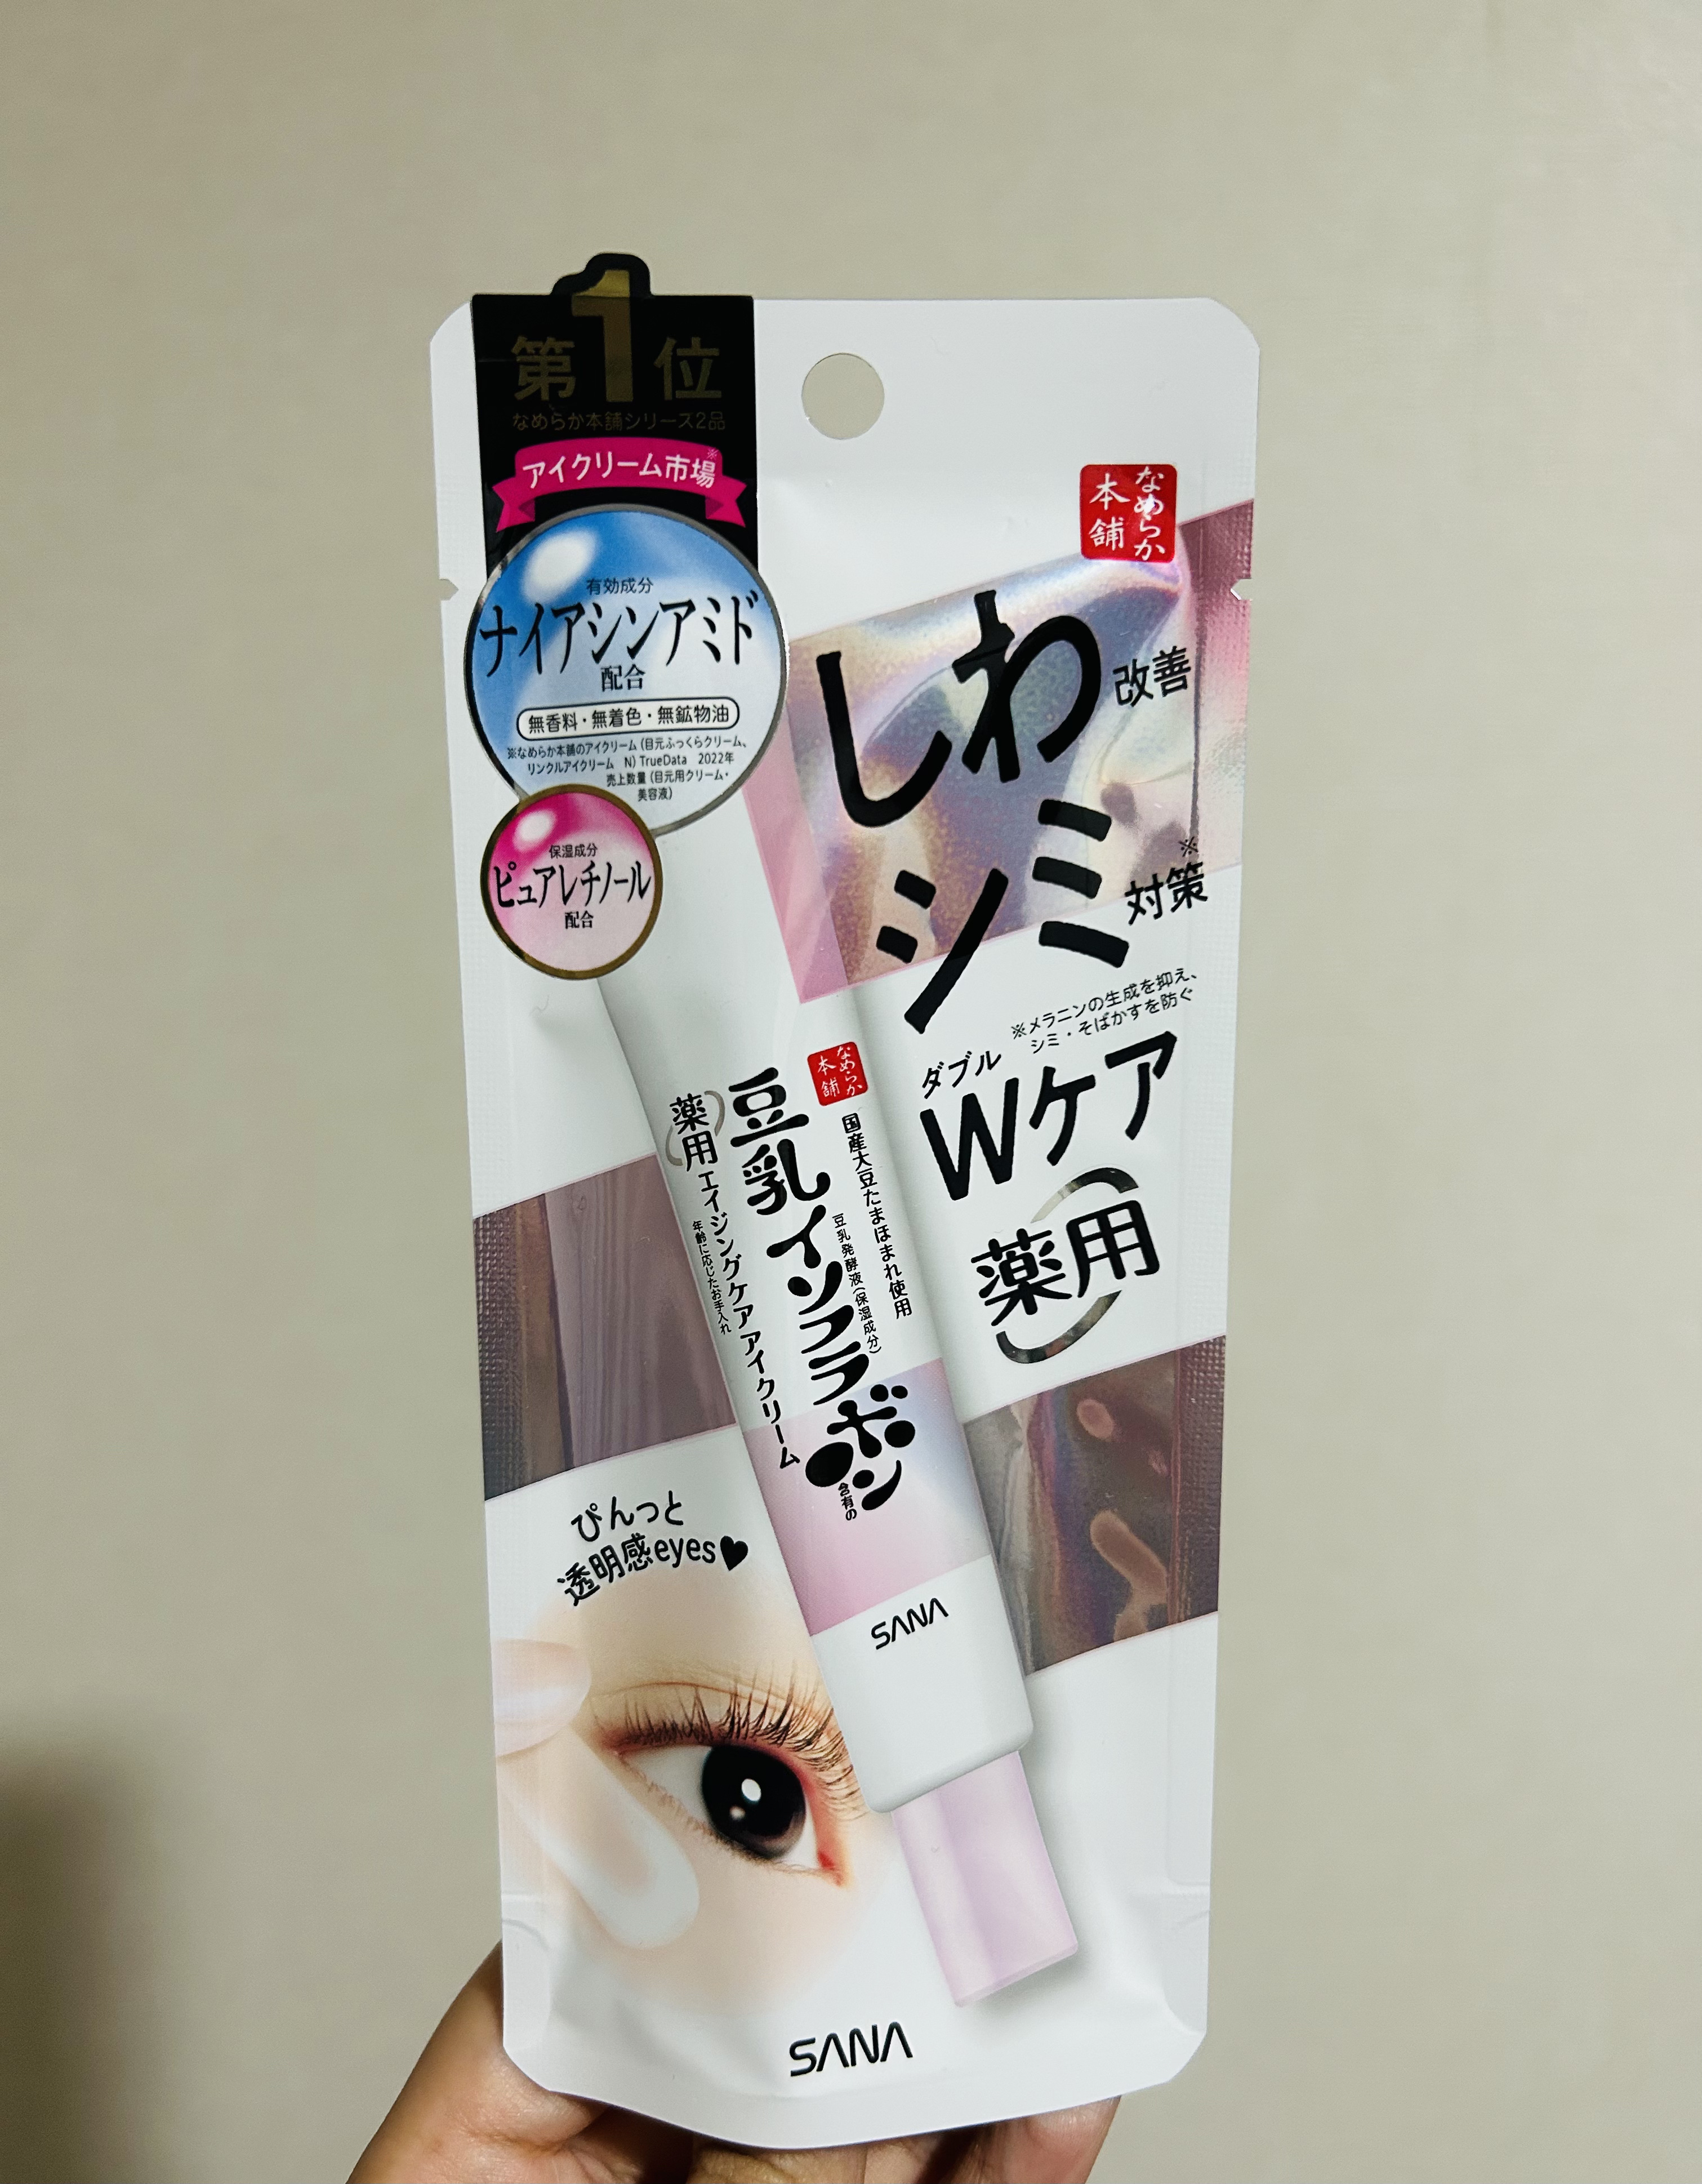 第1位
なめらか本舗シリーズ2品
アイクリーム市場※
有効成分
ナイアシンアミド
配合
無香料・無着色・無鉱物油
※なめらか本舗のアイクリーム（目元ふっくらクリーム、
リンクルアイクリーム　N）TrueData　2022年
売上数量（目元用クリーム・
美容液）
保湿成分
ピュアレチノール
配合
なめらか
本舗
しわ改善
シミ対策※
※メラニンの生成を抑え、
シミ・そばかすを防ぐ
ダブル
Wケア
薬用
なめらか
本舗
国産大豆たまほまれ使用
豆乳発酵液（保湿成分）
豆乳イソフラボン
含有の
薬用エイジングケアアイクリーム
年齢に応じたお手入れ
SANA
ぴんっと
透明感eyes♥
SANA